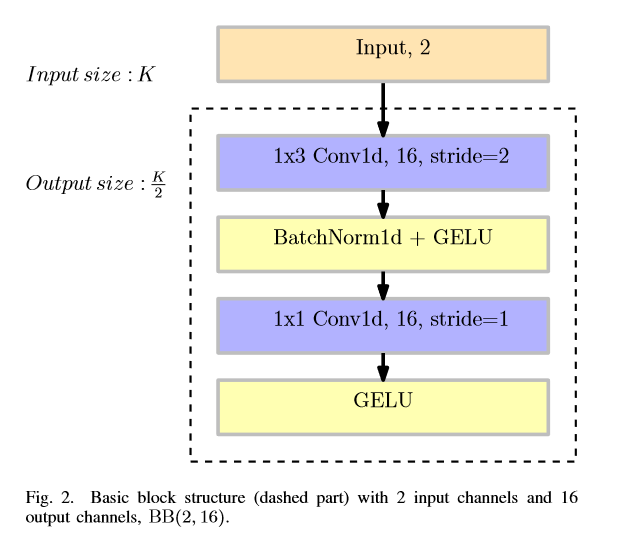 Input, 2
Input size : K
1x3 Conv1d, 16, stride=2
Output size : K/2
BatchNorm1d + GELU
1x1 Conv1d, 16, stride=1
GELU
Fig. 2. Basic block structure (dashed part) with 2 input channels and 16
output channels, BB(2, 16).